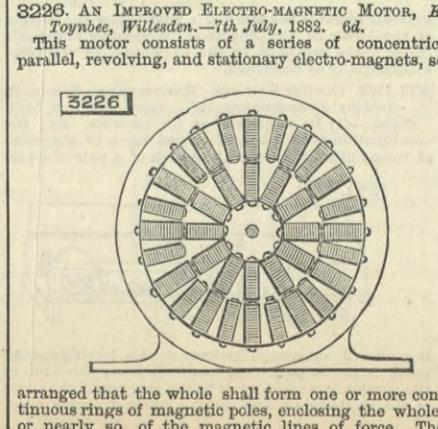 3226. AN IMPROVED ELECTRO-MAGNETIC MOTOR,
Toynbee, Willesden.—7th July, 1882. 6d.
This motor consists of a series of concentric
parallel, revolving, and stationary electro-magnets,
3226
arranged that the whole shall form one or more con
tinuous rings of magnetic poles, enclosing the whole
or nearly so, of the magnetic lines of force. The